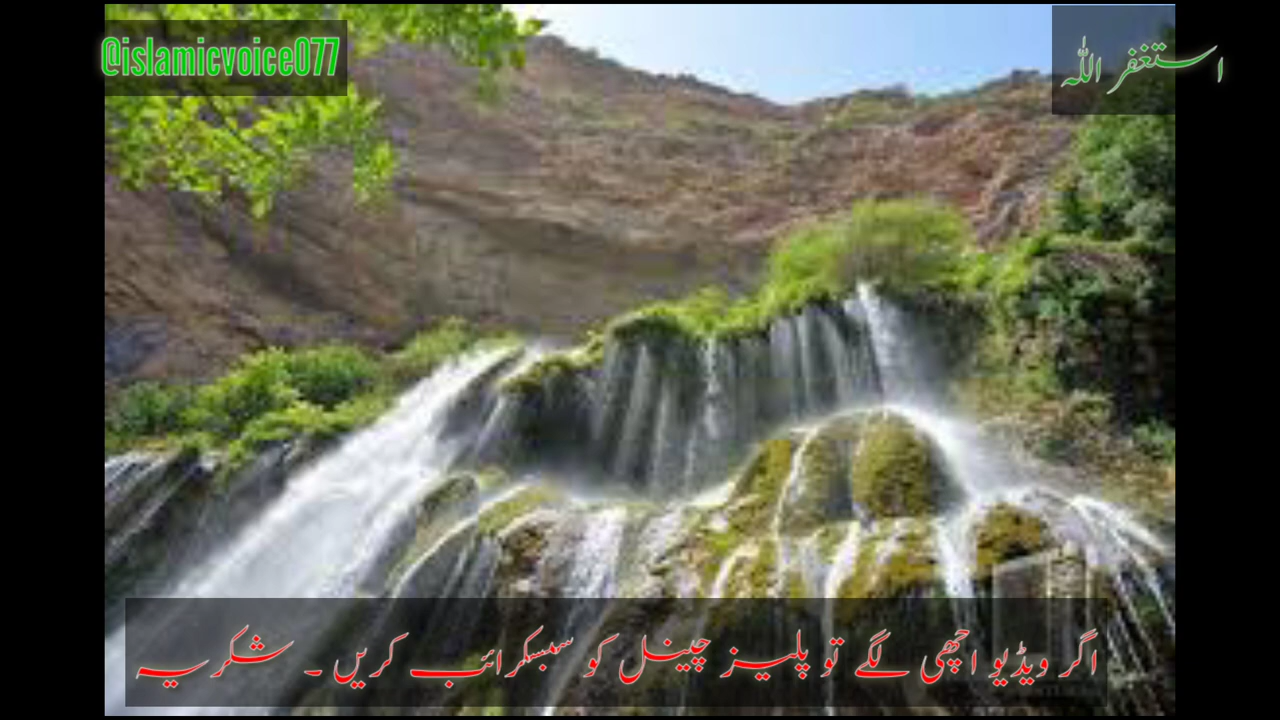 @islamicvoice077
استغفر اللہ
اگر ویڈیو اچھی لگے تو پلیز چینل کو سبسکرائب کریں ۔ شکریہ